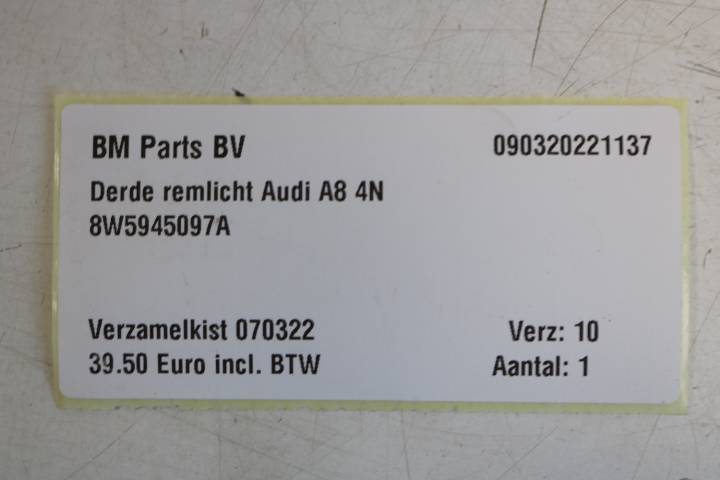 BM Parts BV 090320221137
Derde remlicht Audi A8 4N
8W5945097A
Verzamelkist 070322 Verz: 10
39.50 Euro incl. BTW Aantal: 1